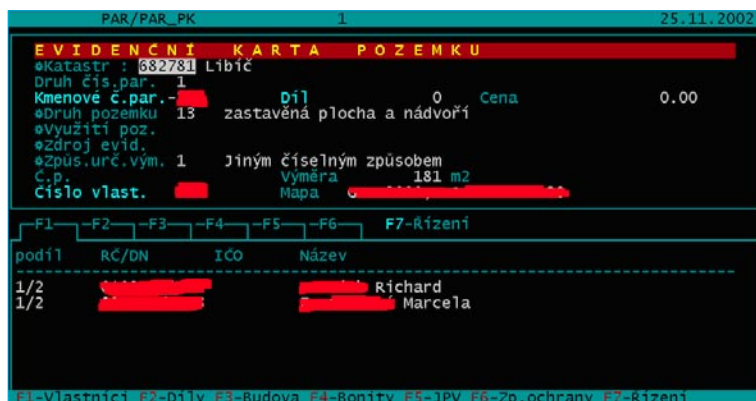 PAR/PAR_PK 1 25.11.2002
EVIDENČNÍ KARTA POZEMKU
Katastr : 682781 Libíč
Druh čís.par. 1
Kmenové č.par.- Díl 0 Cena 0.00
Druh pozemku 13 zastavěná plocha a nádvoří
Využití poz.
Zdroj evid.
Způs.urč.vým. 1 Jiným číselným způsobem
Č.p. Výměra 181 m2
Číslo vlast. Mapa
F1 F2 F3 F4 F5 F6 F7-Řízení
podíl RČ/DN IČO Název
1/2 Richard
1/2 Marcela
F1-Vlastníci F2-Díly F3-Budova F4-Bonity F5-JPV F6-Zp.ochrany F7-Řízení